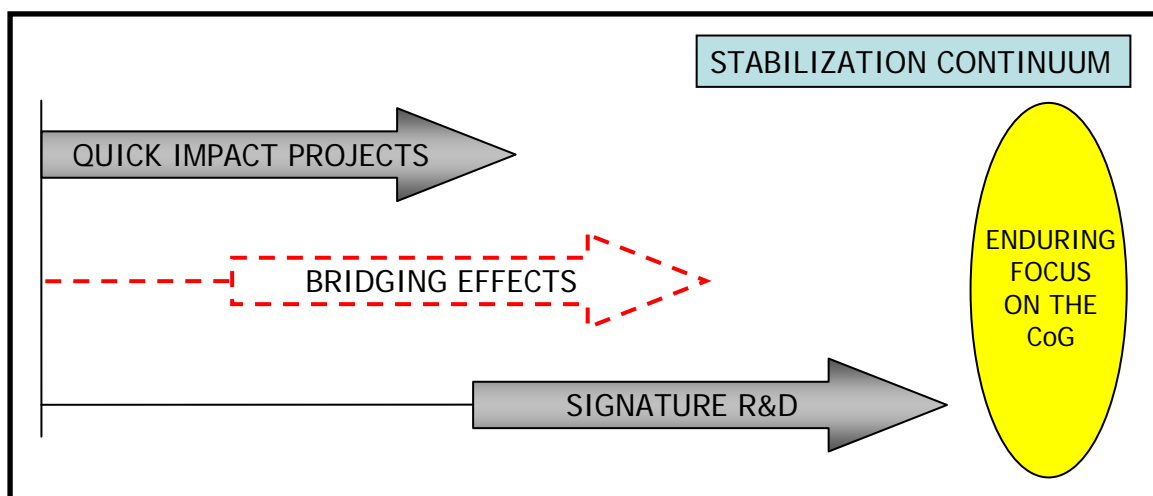 STABILIZATION CONTINUUM
QUICK IMPACT PROJECTS
BRIDGING EFFECTS
ENDURING
FOCUS
ON THE
CoG
SIGNATURE R&D